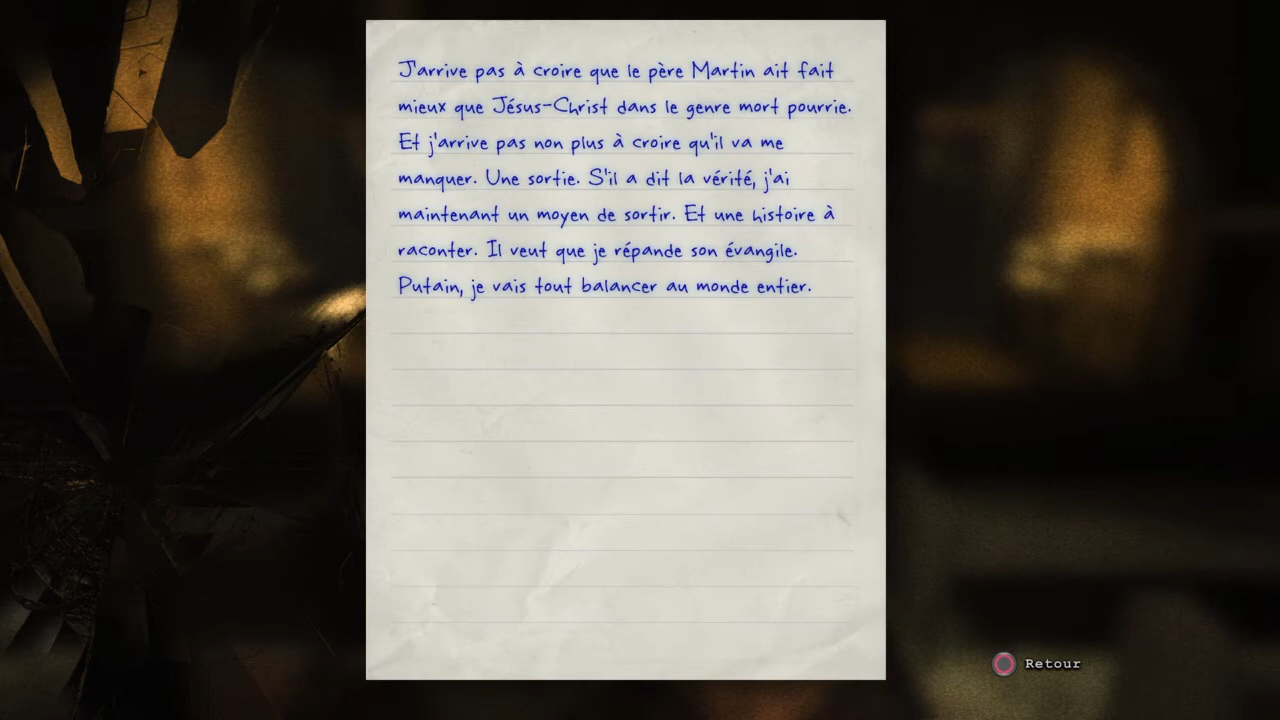 J'arrive pas à croire que le père Martin ait fait
mieux que Jésus-Christ dans le genre mort pourrie.
Et j'arrive pas non plus à croire qu'il va me
manquer. Une sortie. S'il a dit la vérité, j'ai
maintenant un moyen de sortir. Et une histoire à
raconter. Il veut que je répande son évangile.
Putain, je vais tout balancer au monde entier.
Retour